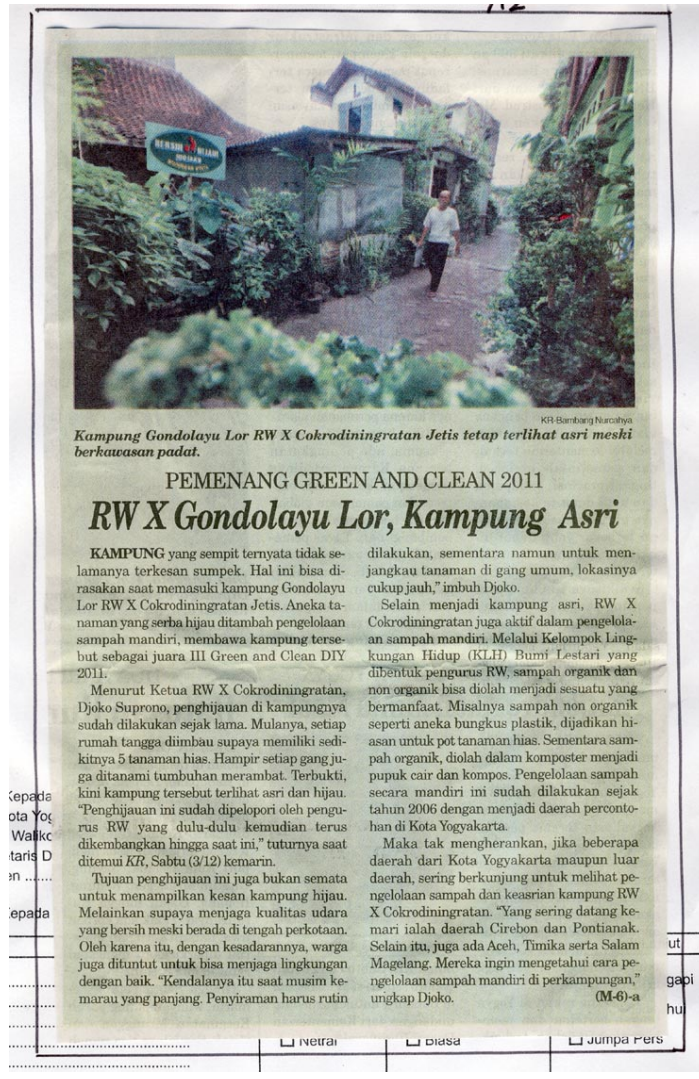 BERSIH HIJAU
KR-Bambang Nurcahya
Kampung Gondolayu Lor RW X Cokrodiningratan Jetis tetap terlihat asri meski
berkawasan padat.
PEMENANG GREEN AND CLEAN 2011
RW X Gondolayu Lor, Kampung Asri
KAMPUNG yang sempit ternyata tidak se-
lamanya terkesan sumpek. Hal ini bisa di-
rasakan saat memasuki kampung Gondolayu
Lor RW X Cokrodiningratan Jetis. Aneka ta-
naman yang serba hijau ditambah pengelolaan
sampah mandiri, membawa kampung terse-
but sebagai juara III Green and Clean DIY
2011.
Menurut Ketua RW X Cokrodiningratan,
Djoko Suprono, penghijauan di kampungnya
sudah dilakukan sejak lama. Mulanya, setiap
rumah tangga diimbau supaya memiliki sedi-
kitnya 5 tanaman hias. Hampir setiap gang ju-
ga ditanami tumbuhan merambat. Terbukti,
kini kampung tersebut terlihat asri dan hijau.
“Penghijauan ini sudah dipelopori oleh pengu-
rus RW yang dulu-dulu kemudian terus
dikembangkan hingga saat ini,” tuturnya saat
ditemui KR, Sabtu (3/12) kemarin.
Tujuan penghijauan ini juga bukan semata
untuk menampilkan kesan kampung hijau.
Melainkan supaya menjaga kualitas udara
yang bersih meski berada di tengah perkotaan.
Oleh karena itu, dengan kesadarannya, warga
juga dituntut untuk bisa menjaga lingkungan
dengan baik. “Kendalanya itu saat musim ke-
marau yang panjang. Penyiraman harus rutin
dilakukan, sementara namun untuk men-
jangkau tanaman di gang umum, lokasinya
cukup jauh,” imbuh Djoko.
Selain menjadi kampung asri, RW X
Cokrodiningratan juga aktif dalam pengelola-
an sampah mandiri. Melalui Kelompok Ling-
kungan Hidup (KLH) Bumi Lestari yang
dibentuk pengurus RW, sampah organik dan
non organik bisa diolah menjadi sesuatu yang
bermanfaat. Misalnya sampah non organik
seperti aneka bungkus plastik, dijadikan hi-
asan untuk pot tanaman hias. Sementara sam-
pah organik, diolah dalam komposter menjadi
pupuk cair dan kompos. Pengelolaan sampah
secara mandiri ini sudah dilakukan sejak
tahun 2006 dengan menjadi daerah perconto-
han di Kota Yogyakarta.
Maka tak mengherankan, jika beberapa
daerah dari Kota Yogyakarta maupun luar
daerah, sering berkunjung untuk melihat pe-
ngelolaan sampah dan keasrian kampung RW
X Cokrodiningratan. “Yang sering datang ke-
mari ialah daerah Cirebon dan Pontianak.
Selain itu, juga ada Aceh, Timika serta Salam
Magelang. Mereka ingin mengetahui cara pe-
ngelolaan sampah mandiri di perkampungan,”
ungkap Djoko. (M-6)-a
Kepada
ota Yog
Waliko
taris D
en ........
Kepada
ut
gapi
hui
Netral
Biasa
Jumpa Pers